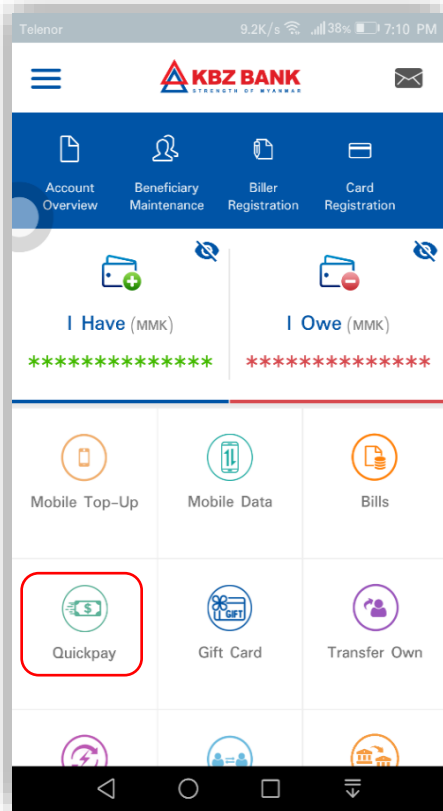 Telenor 9.2K/s 38% 7:10 PM
KBZ BANK
STRENGTH OF MYANMAR
Account Beneficiary Biller Card
Overview Maintenance Registration Registration
I Have (MMK) I Owe (MMK)
************** **************
Mobile Top-Up Mobile Data Bills
$ GIFT
Quickpay Gift Card Transfer Own